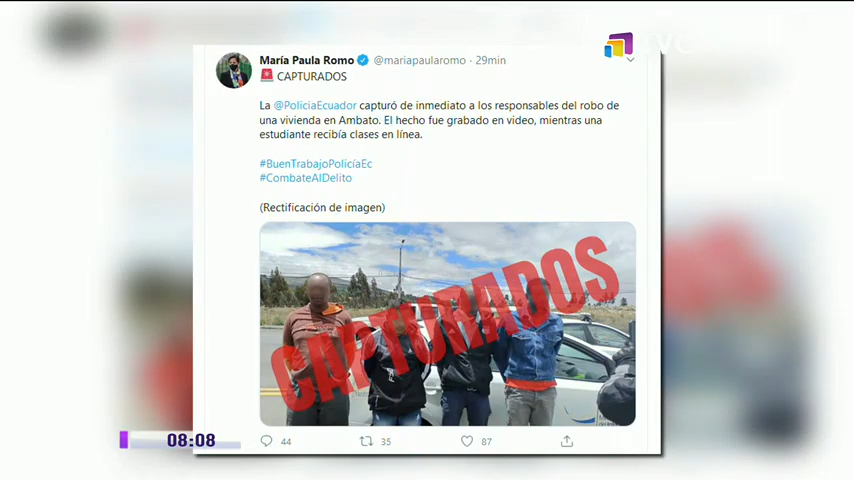 María Paula Romo @mariapaularomo · 29min
🚨 CAPTURADOS
La @PoliciaEcuador capturó de inmediato a los responsables del robo de
una vivienda en Ambato. El hecho fue grabado en video, mientras una
estudiante recibía clases en línea.
#BuenTrabajoPolicíaEc
#CombateAlDelito
(Rectificación de imagen)
CAPTURADOS
44 35 87
08:08